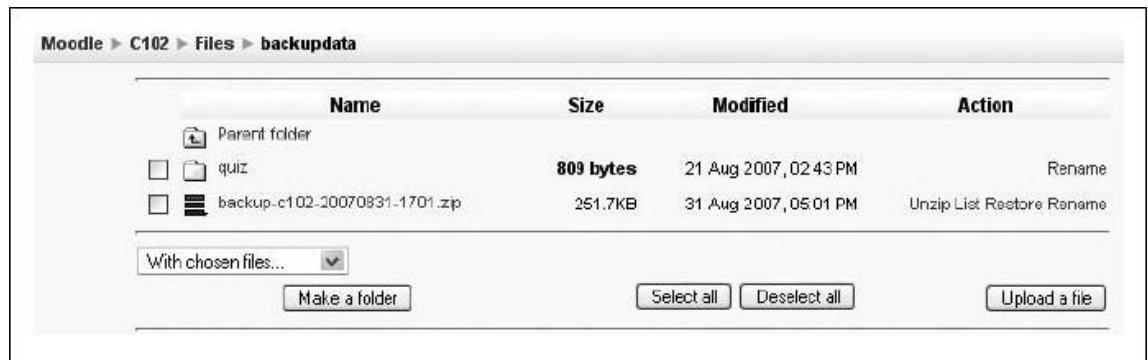 Moodle ▶ C102 ▶ Files ▶ backupdata
Name Size Modified Action
Parent folder
quiz 809 bytes 21 Aug 2007, 02:43 PM Rename
backup-c102-20070831-1701.zip 251.7KB 31 Aug 2007, 05:01 PM Unzip List Restore Rename
With chosen files...
Make a folder Select all Deselect all Upload a file